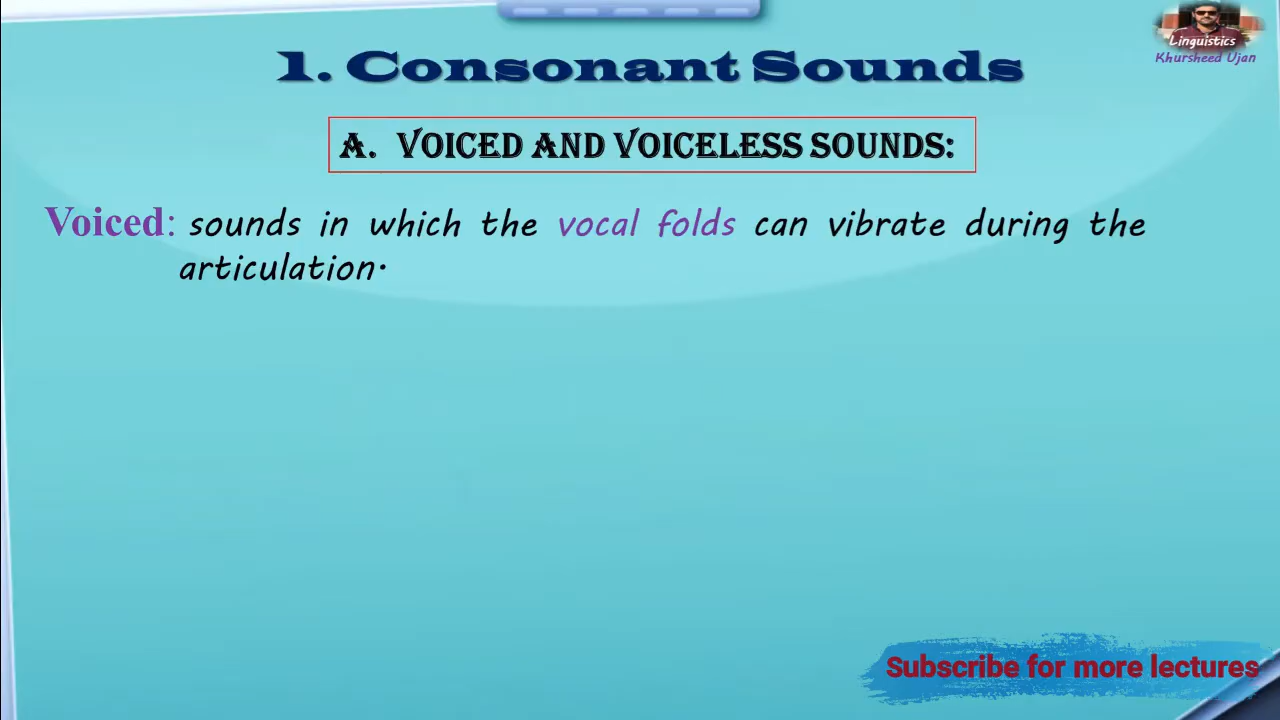 Linguistics
Khursheed Ujan
1. Consonant Sounds
A. VOICED AND VOICELESS SOUNDS:
Voiced: sounds in which the vocal folds can vibrate during the
articulation.
Subscribe for more lectures